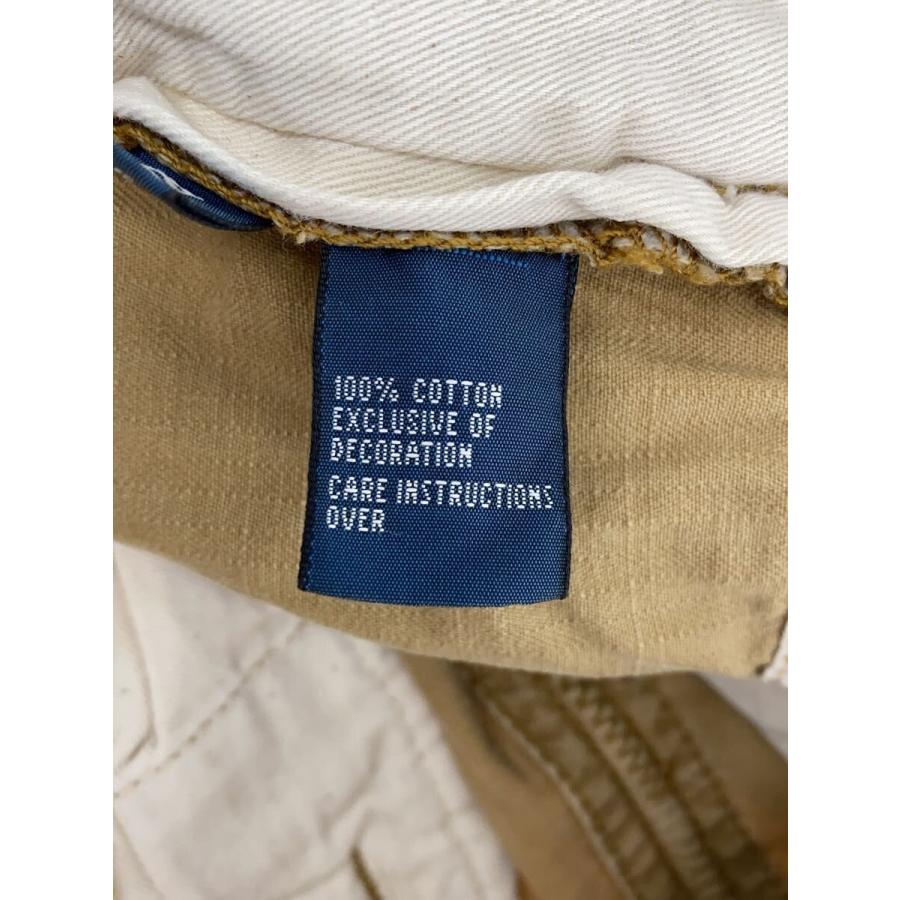 100% COTTON
EXCLUSIVE OF
DECORATION
CARE INSTRUCTIONS
OVER